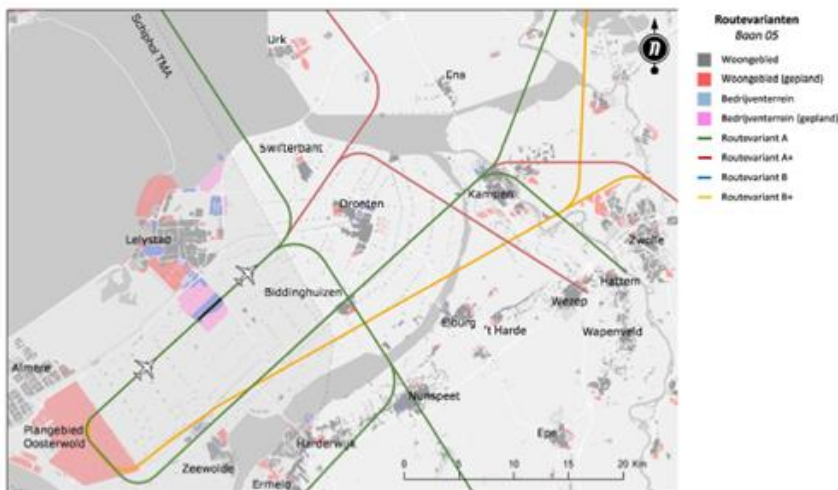 Schiphol TMA
Urk
Ens
Swifterbant
Dronten
Kampen
Lelystad
Zwolle
Biddinghuizen
Hattem
Wezep
Elburg
't Harde
Wapenveld
Almere
Nunspeet
Plangebied
Oosterwold
Harderwijk
Epe
Zeewolde
Ermelo
0 5 10 15 20 Km
n
Routevarianten
Baan 05
Woongebied
Woongebied (gepland)
Bedrijventerrein
Bedrijventerrein (gepland)
Routevariant A
Routevariant A+
Routevariant B
Routevariant B+